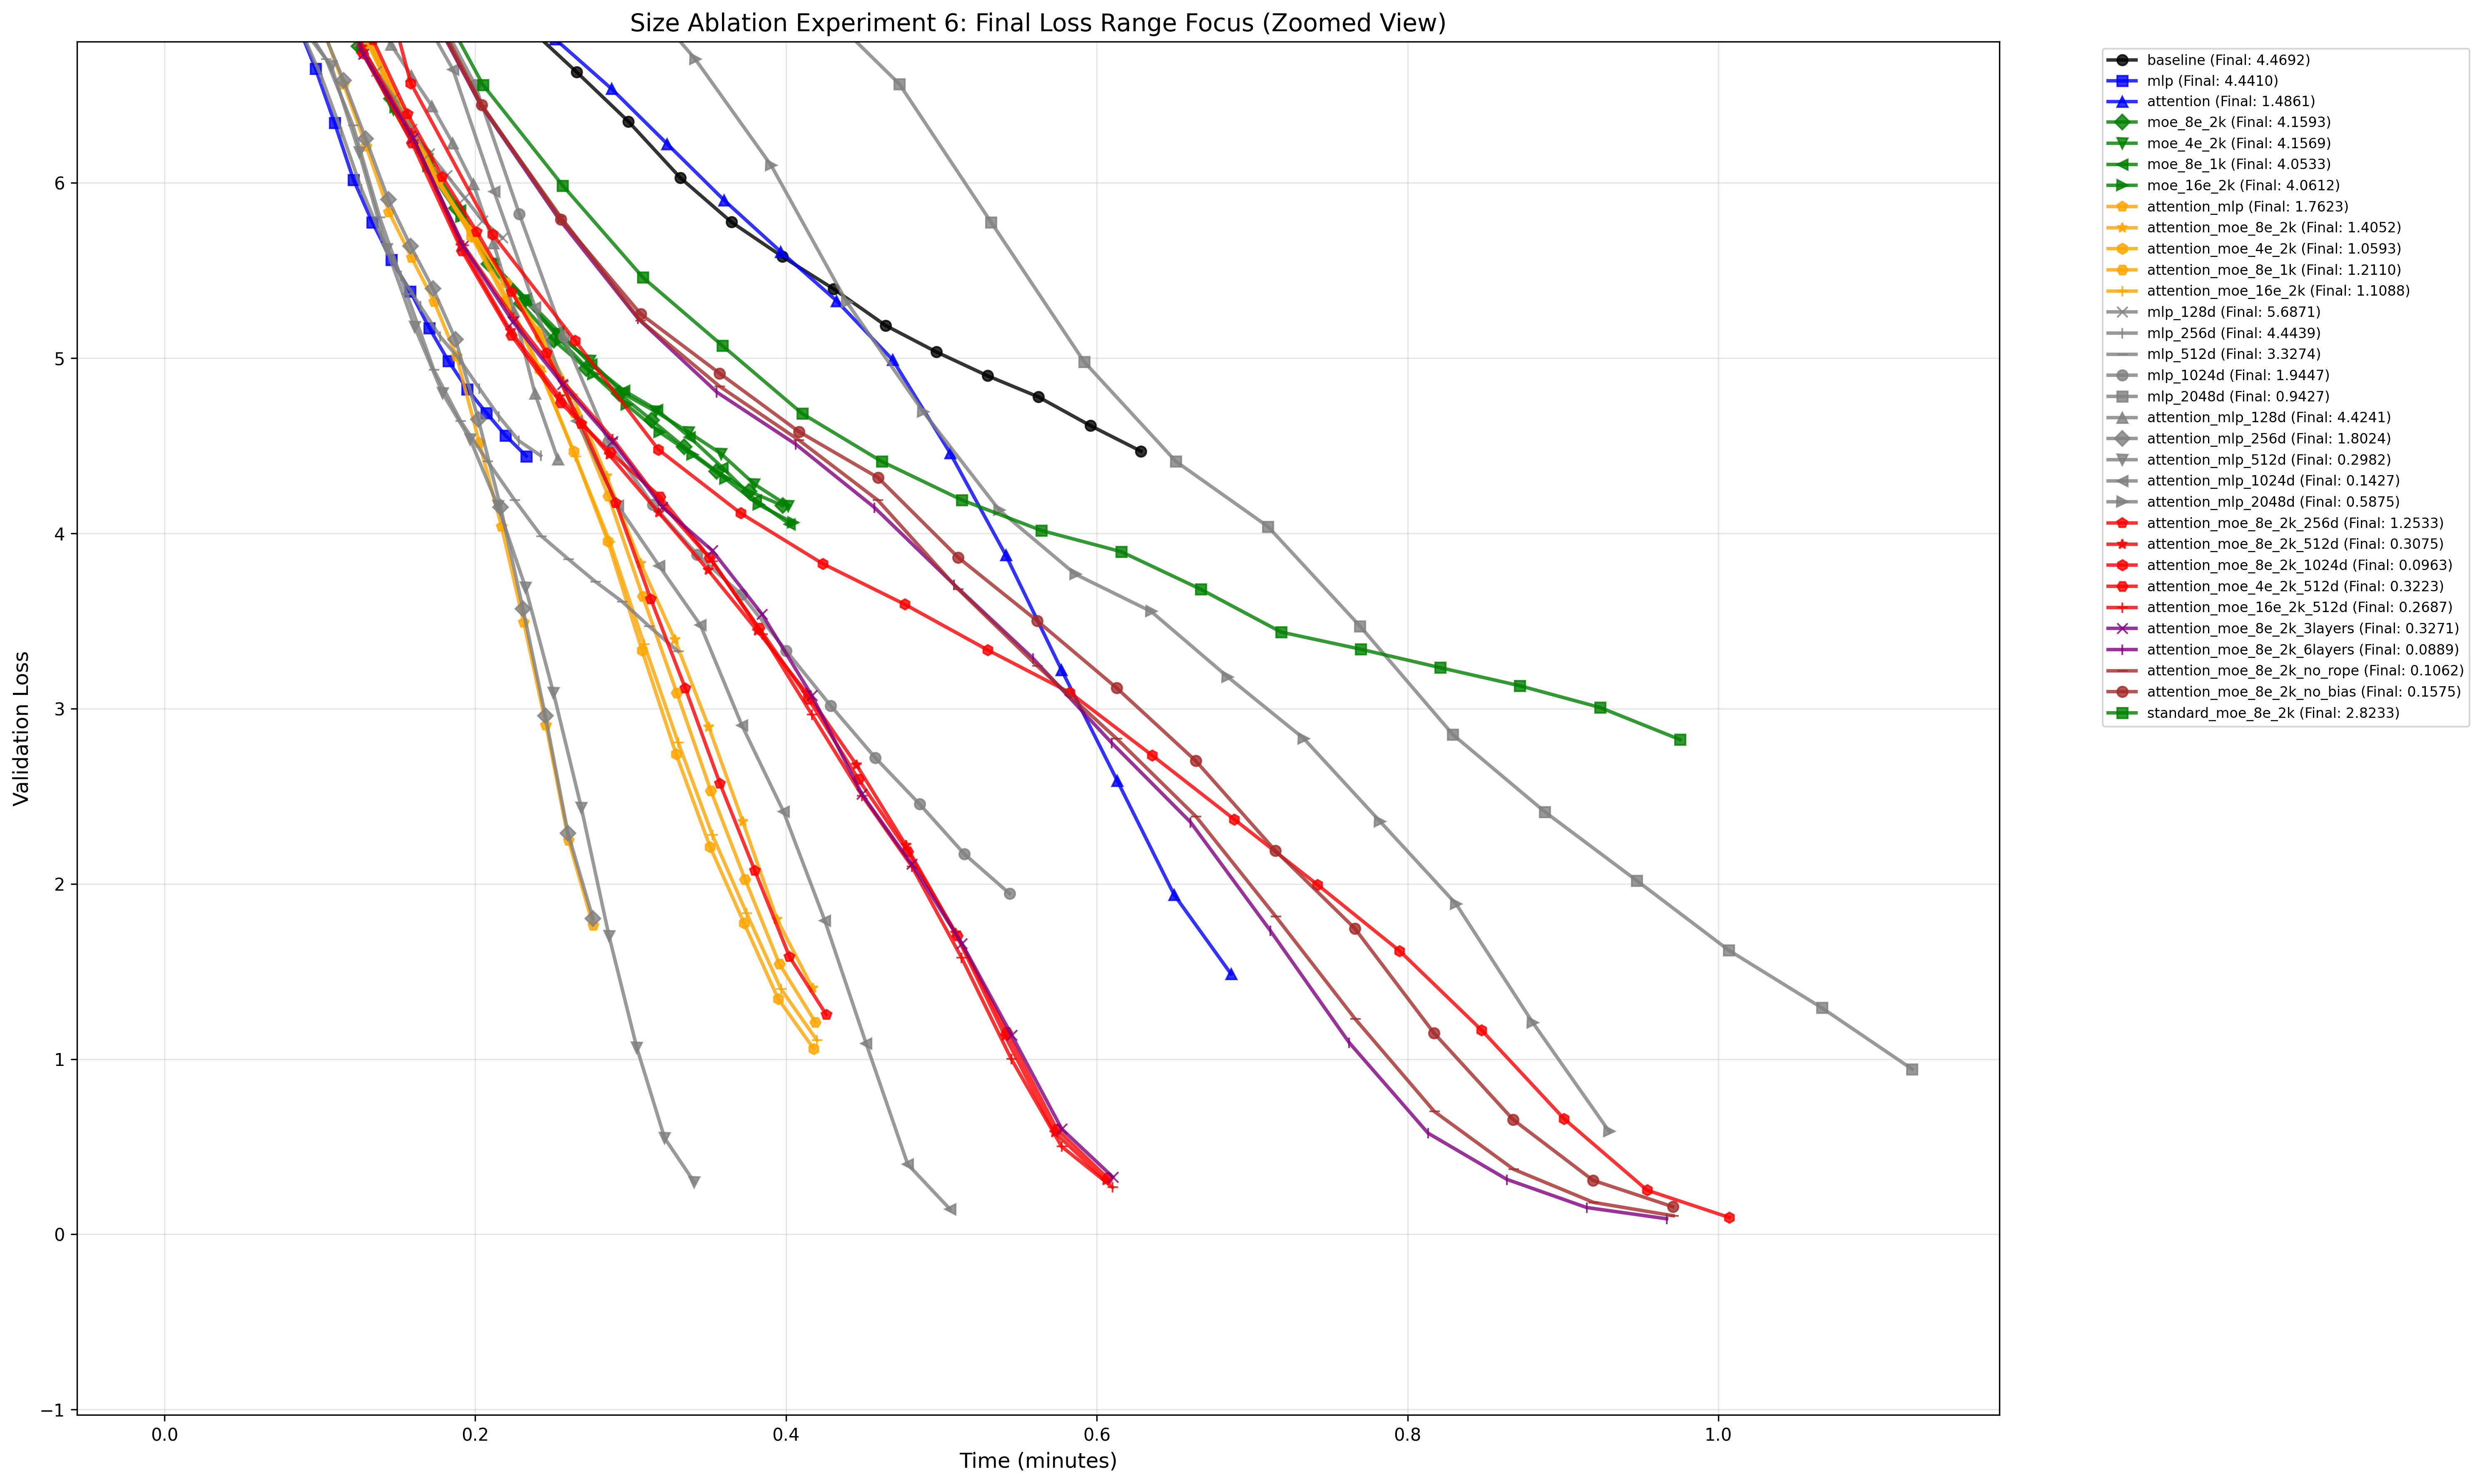 Size Ablation Experiment 6: Final Loss Range Focus (Zoomed View)
Validation Loss
6
5
4
3
2
1
0
−1
0.0
0.2
0.4
0.6
0.8
1.0
Time (minutes)
baseline (Final: 4.4692)
mlp (Final: 4.4410)
attention (Final: 1.4861)
moe_8e_2k (Final: 4.1593)
moe_4e_2k (Final: 4.1569)
moe_8e_1k (Final: 4.0533)
moe_16e_2k (Final: 4.0612)
attention_mlp (Final: 1.7623)
attention_moe_8e_2k (Final: 1.4052)
attention_moe_4e_2k (Final: 1.0593)
attention_moe_8e_1k (Final: 1.2110)
attention_moe_16e_2k (Final: 1.1088)
mlp_128d (Final: 5.6871)
mlp_256d (Final: 4.4439)
mlp_512d (Final: 3.3274)
mlp_1024d (Final: 1.9447)
mlp_2048d (Final: 0.9427)
attention_mlp_128d (Final: 4.4241)
attention_mlp_256d (Final: 1.8024)
attention_mlp_512d (Final: 0.2982)
attention_mlp_1024d (Final: 0.1427)
attention_mlp_2048d (Final: 0.5875)
attention_moe_8e_2k_256d (Final: 1.2533)
attention_moe_8e_2k_512d (Final: 0.3075)
attention_moe_8e_2k_1024d (Final: 0.0963)
attention_moe_4e_2k_512d (Final: 0.3223)
attention_moe_16e_2k_512d (Final: 0.2687)
attention_moe_8e_2k_3layers (Final: 0.3271)
attention_moe_8e_2k_6layers (Final: 0.0889)
attention_moe_8e_2k_no_rope (Final: 0.1062)
attention_moe_8e_2k_no_bias (Final: 0.1575)
standard_moe_8e_2k (Final: 2.8233)